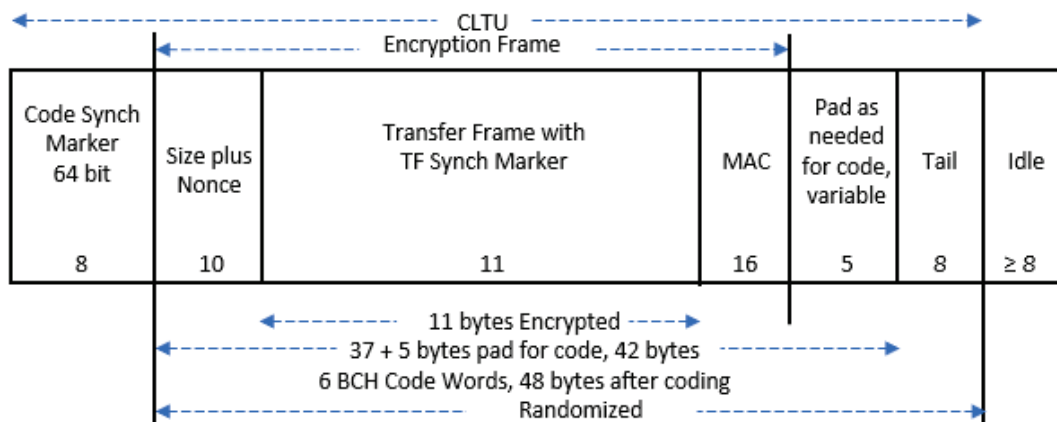 CLTU
Encryption Frame
Code Synch
Marker
64 bit
8
Size plus
Nonce
10
Transfer Frame with
TF Synch Marker
11
MAC
16
Pad as
needed
for code,
variable
5
Tail
8
Idle
≥ 8
11 bytes Encrypted
37 + 5 bytes pad for code, 42 bytes
6 BCH Code Words, 48 bytes after coding
Randomized